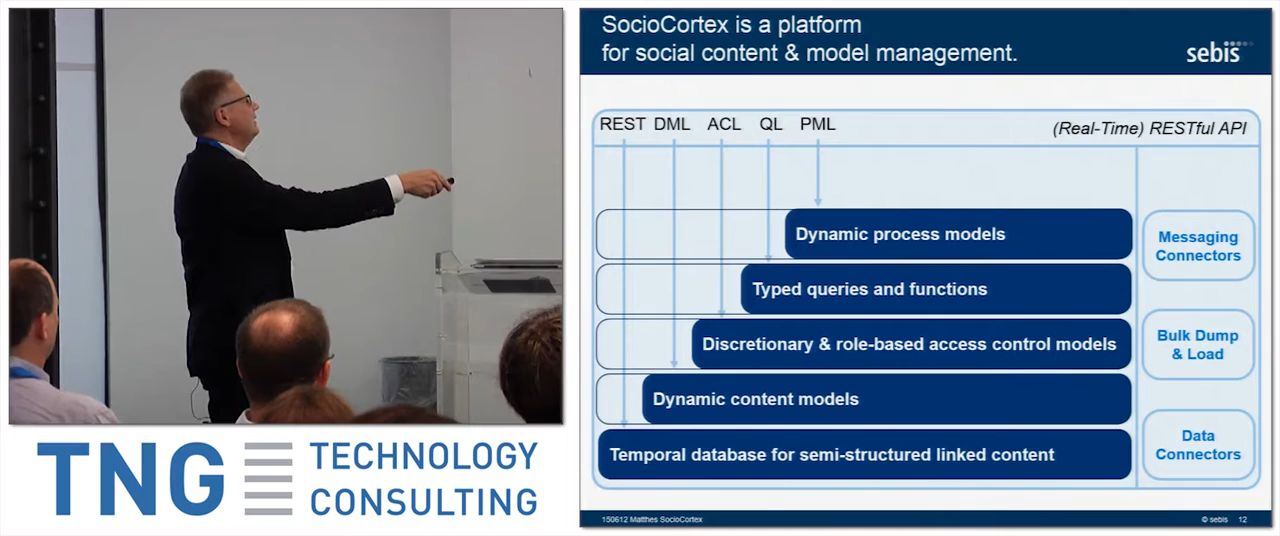 SocioCortex is a platform
for social content & model management.
sebis
REST DML ACL QL PML
(Real-Time) RESTful API
Dynamic process models
Typed queries and functions
Discretionary & role-based access control models
Dynamic content models
Temporal database for semi-structured linked content
Messaging
Connectors
Bulk Dump
& Load
Data
Connectors
150612 Matthes SocioCortex
© sebis 12
TNG TECHNOLOGY
CONSULTING